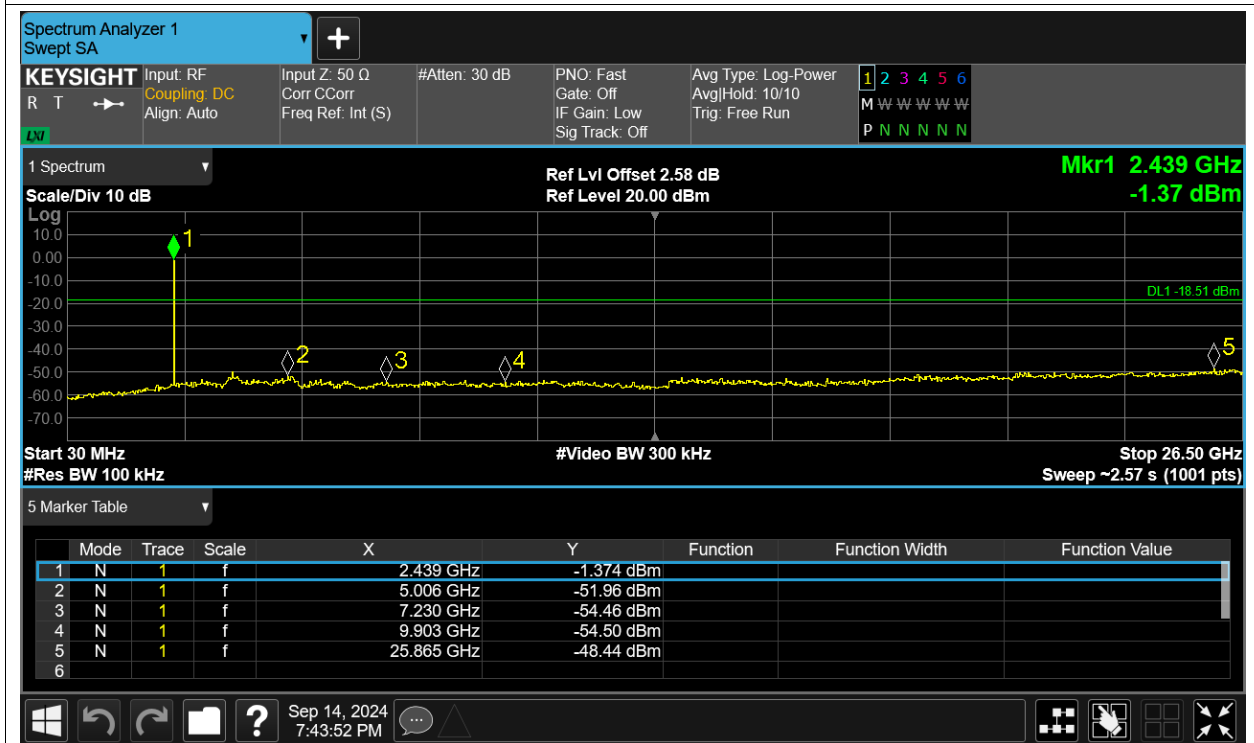 Spectrum Analyzer 1
Swept SA
+
KEYSIGHT
R T
LXI
Input: RF
Coupling: DC
Align: Auto
Input Z: 50 Ω
Corr CCorr
Freq Ref: Int (S)
#Atten: 30 dB
PNO: Fast
Gate: Off
IF Gain: Low
Sig Track: Off
Avg Type: Log-Power
Avg|Hold: 10/10
Trig: Free Run
1 2 3 4 5 6
M W W W W W
P N N N N N
1 Spectrum
Scale/Div 10 dB
Ref Lvl Offset 2.58 dB
Ref Level 20.00 dBm
Mkr1 2.439 GHz
-1.37 dBm
Log
10.0
0.00
-10.0
-20.0
-30.0
-40.0
-50.0
-60.0
-70.0
1
2
3
4
5
DL1 -18.51 dBm
Start 30 MHz
#Res BW 100 kHz
#Video BW 300 kHz
Stop 26.50 GHz
Sweep ~2.57 s (1001 pts)
5 Marker Table
Mode Trace Scale X Y Function Function Width Function Value
1 N 1 f 2.439 GHz -1.374 dBm
2 N 1 f 5.006 GHz -51.96 dBm
3 N 1 f 7.230 GHz -54.46 dBm
4 N 1 f 9.903 GHz -54.50 dBm
5 N 1 f 25.865 GHz -48.44 dBm
6
?
Sep 14, 2024
7:43:52 PM